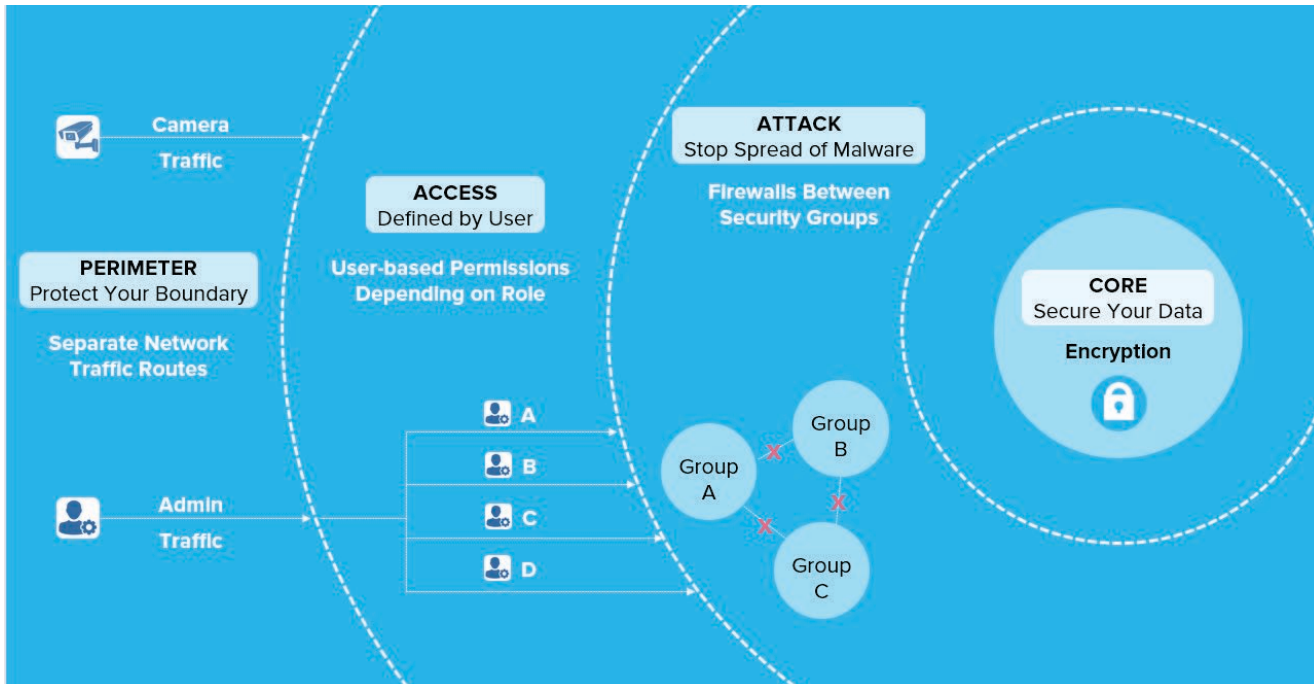 Camera
Traffic
PERIMETER
Protect Your Boundary
Separate Network
Traffic Routes
Admin
Traffic
ACCESS
Defined by User
User-based Permissions
Depending on Role
A
B
C
D
ATTACK
Stop Spread of Malware
Firewalls Between
Security Groups
Group
A
X
Group
B
X
X
Group
C
CORE
Secure Your Data
Encryption